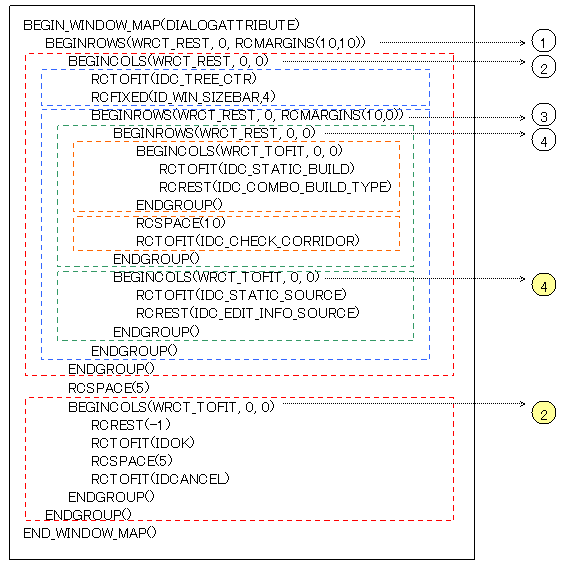 BEGIN_WINDOW_MAP(DIALOGATTRIBUTE)
BEGINROWS(WRCT_REST, 0, RCMARGINS(10,10)) 1
BEGINCOLS(WRCT_REST, 0, 0) 2
RCTOFIT(IDC_TREE_CTR)
RCFIXED(ID_WIN_SIZEBAR,4)
BEGINROWS(WRCT_REST, 0, RCMARGINS(10,0)) 3
BEGINROWS(WRCT_REST, 0, 0) 4
BEGINCOLS(WRCT_TOFIT, 0, 0)
RCTOFIT(IDC_STATIC_BUILD)
RCREST(IDC_COMBO_BUILD_TYPE)
ENDGROUP()
RCSPACE(10)
RCTOFIT(IDC_CHECK_CORRIDOR)
ENDGROUP()
BEGINCOLS(WRCT_TOFIT, 0, 0) 4
RCTOFIT(IDC_STATIC_SOURCE)
RCREST(IDC_EDIT_INFO_SOURCE)
ENDGROUP()
ENDGROUP()
ENDGROUP()
RCSPACE(5)
BEGINCOLS(WRCT_TOFIT, 0, 0) 2
RCREST(-1)
RCTOFIT(IDOK)
RCSPACE(5)
RCTOFIT(IDCANCEL)
ENDGROUP()
ENDGROUP()
END_WINDOW_MAP()